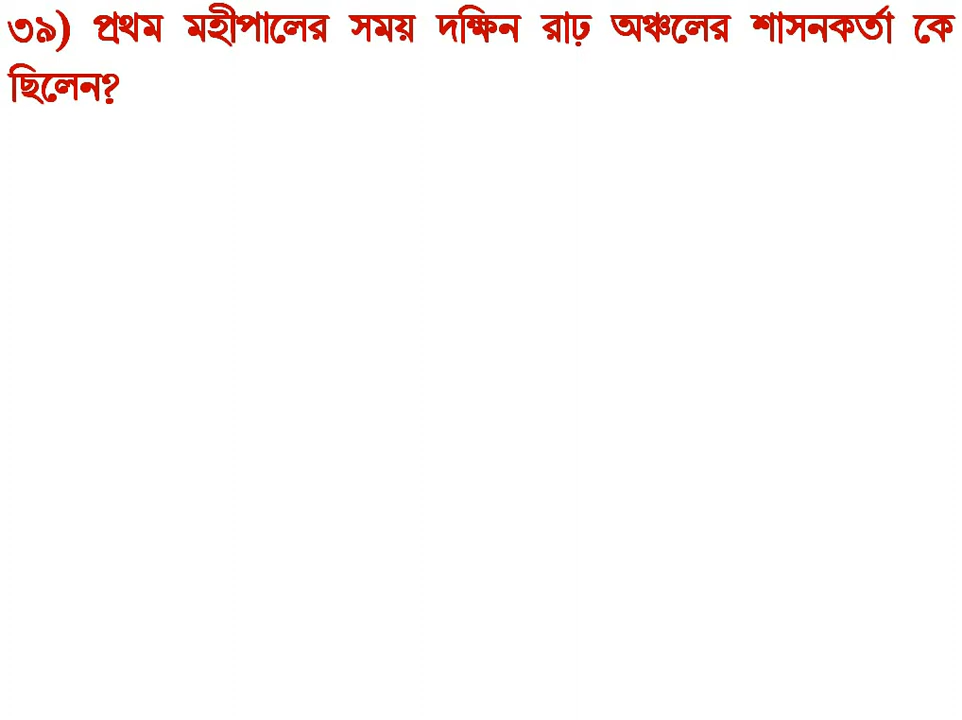 ৩৯) প্রথম মহীপালের সময় দক্ষিন রাঢ় অঞ্চলের শাসনকর্তা কে
ছিলেন?